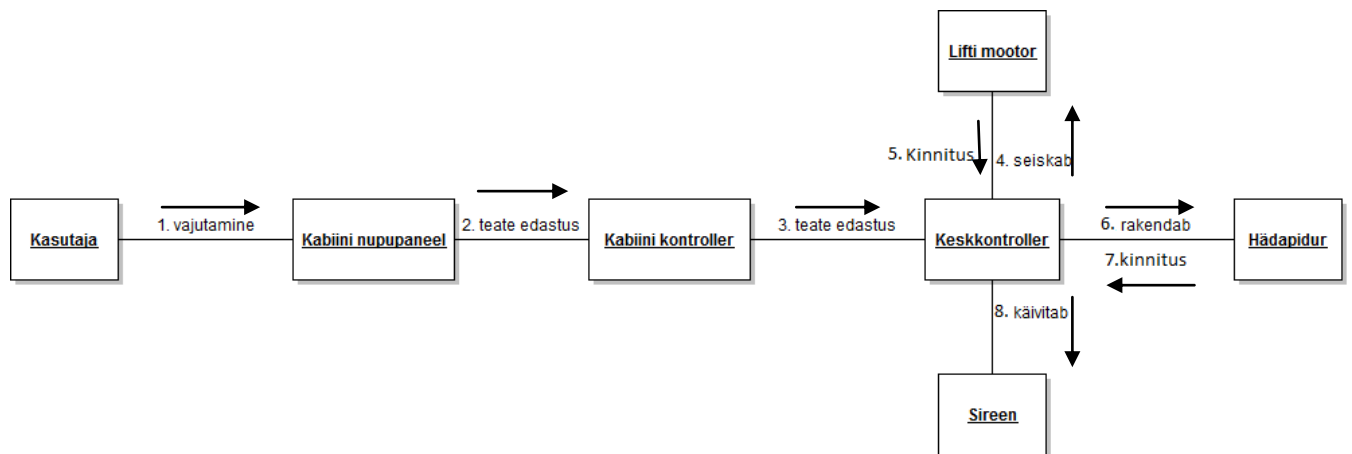 Lifti mootor
5. Kinnitus
4. seiskab
1. vajutamine
2. teate edastus
3. teate edastus
6. rakendab
Kasutaja
Kabiini nupupaneel
Kabiini kontroller
Keskkontroller
Hädapidur
7.kinnitus
8. käivitab
Sireen